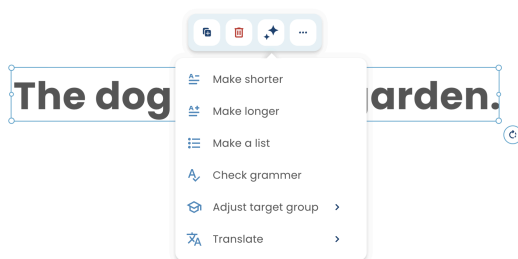 Make shorter
The dog arden.
Make longer
Make a list
Check grammer
Adjust target group
Translate